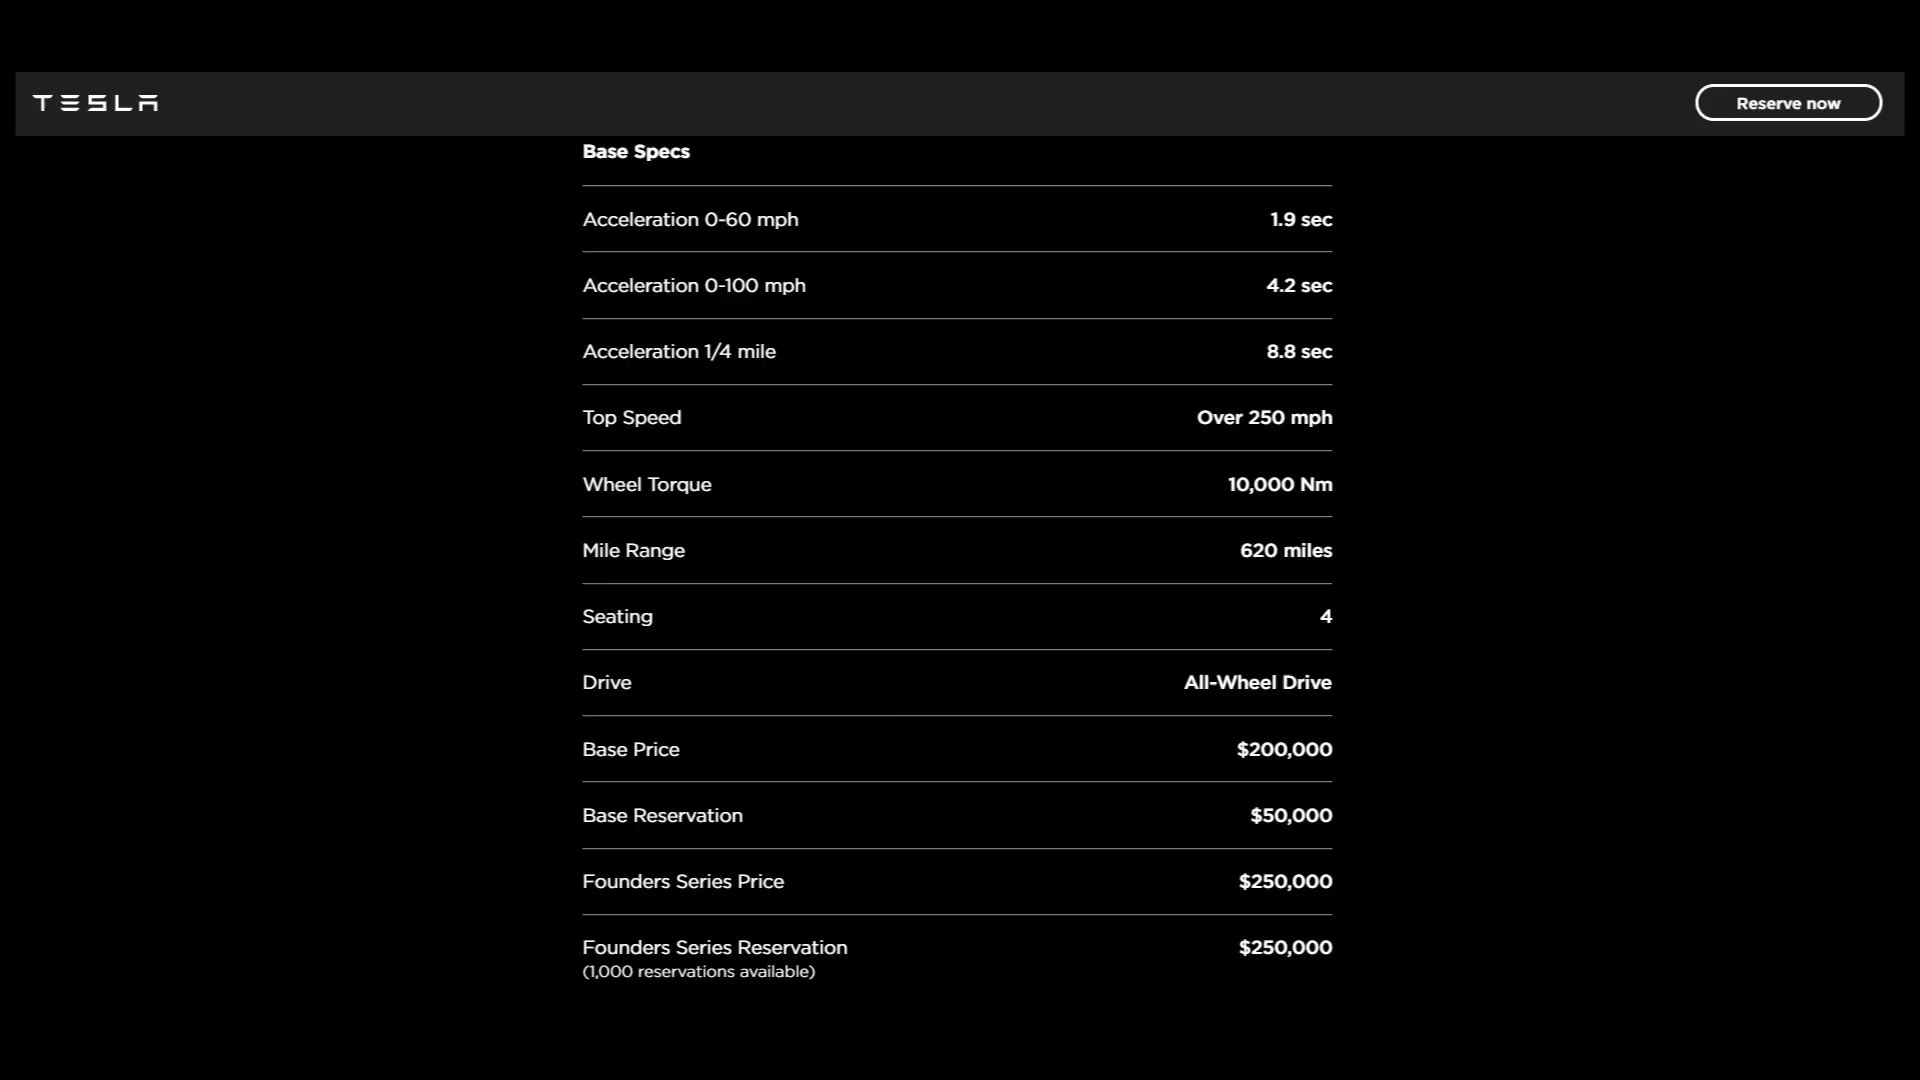 TESLA
Reserve now
Base Specs
Acceleration 0-60 mph 1.9 sec
Acceleration 0-100 mph 4.2 sec
Acceleration 1/4 mile 8.8 sec
Top Speed Over 250 mph
Wheel Torque 10,000 Nm
Mile Range 620 miles
Seating 4
Drive All-Wheel Drive
Base Price $200,000
Base Reservation $50,000
Founders Series Price $250,000
Founders Series Reservation $250,000
(1,000 reservations available)